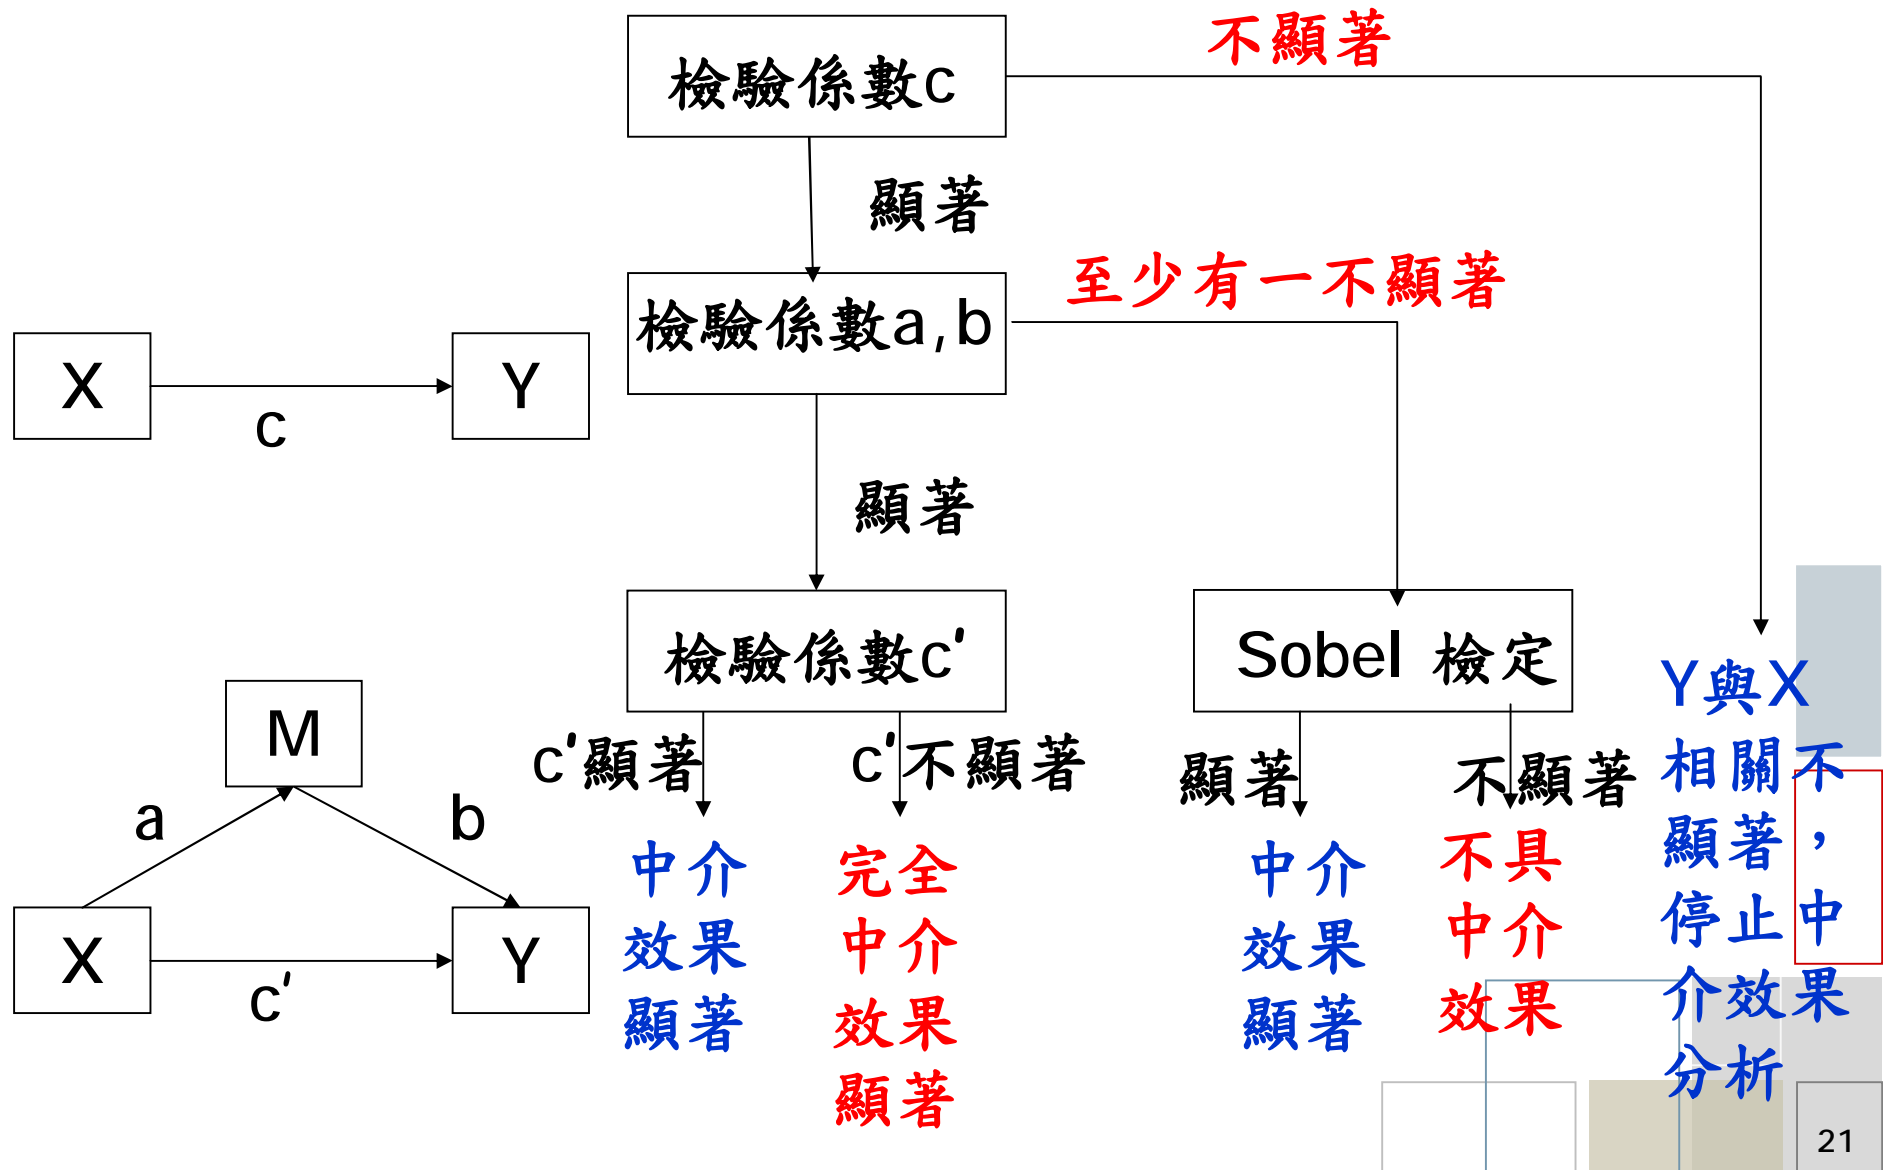 檢驗係數c
不顯著
顯著
檢驗係數a,b
至少有一不顯著
X
c
Y
顯著
檢驗係數c'
Sobel 檢定
c'顯著
c'不顯著
顯著
不顯著
中介
效果
顯著
完全
中介
效果
顯著
中介
效果
顯著
不具
中介
效果
Y與X
相關不
顯著，
停止中
介效果
分析
M
a
b
X
c'
Y
21